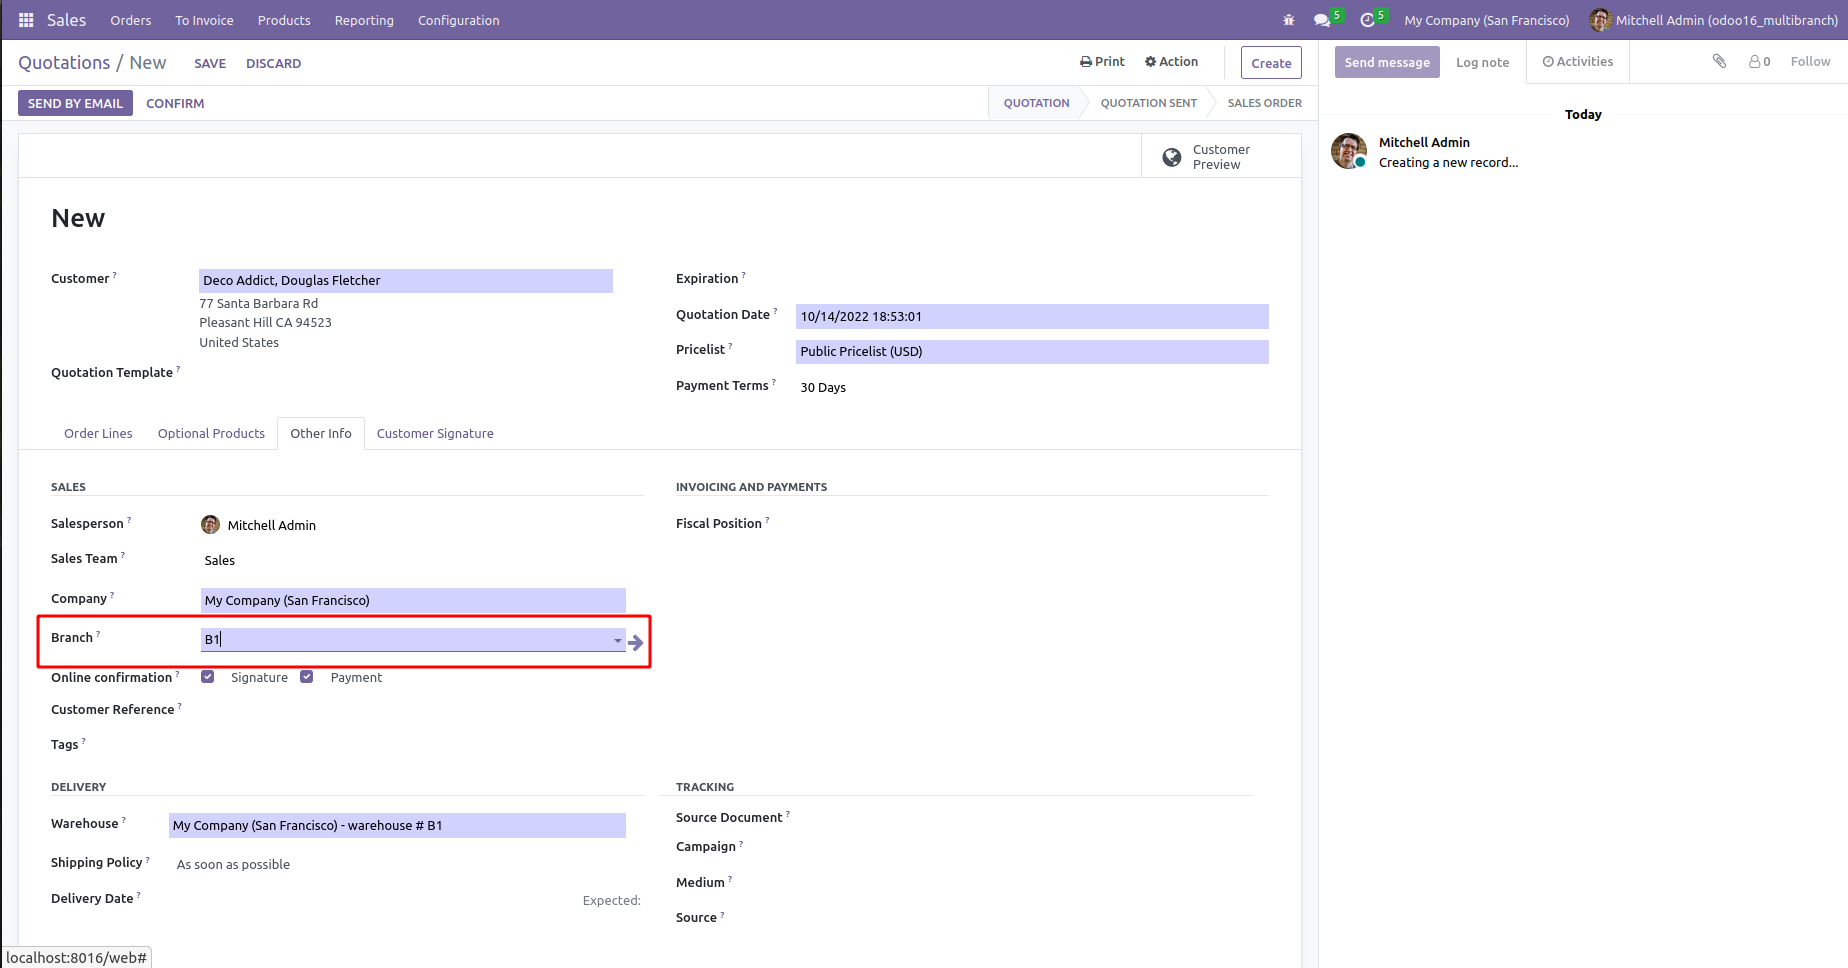 Sales Orders To Invoice Products Reporting Configuration 5 5 My Company (San Francisco) Mitchell Admin (odoo16_multibranch)
Quotations / New SAVE DISCARD Print Action Create Send message Log note Activities 0 Follow
SEND BY EMAIL CONFIRM QUOTATION QUOTATION SENT SALES ORDER
Today
Mitchell Admin
Creating a new record...
Customer
Preview
New
Customer ? Deco Addict, Douglas Fletcher
77 Santa Barbara Rd
Pleasant Hill CA 94523
United States
Quotation Template ?
Expiration ?
Quotation Date ? 10/14/2022 18:53:01
Pricelist ? Public Pricelist (USD)
Payment Terms ? 30 Days
Order Lines Optional Products Other Info Customer Signature
SALES
Salesperson ? Mitchell Admin
Sales Team ? Sales
Company ? My Company (San Francisco)
Branch ? B1
Online confirmation ? Signature Payment
Customer Reference ?
Tags ?
INVOICING AND PAYMENTS
Fiscal Position ?
DELIVERY
Warehouse ? My Company (San Francisco) - warehouse # B1
Shipping Policy ? As soon as possible
Delivery Date ? Expected:
TRACKING
Source Document ?
Campaign ?
Medium ?
Source ?
localhost:8016/web#